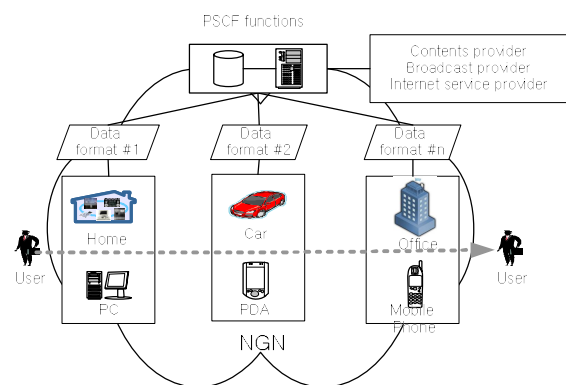 PSCF functions
Contents provider
Broadcast provider
Internet service provider
Data
format #1
Data
format #2
Data
format #n
Home
Car
Office
User
User
PC
PDA
Mobile
Phone
NGN